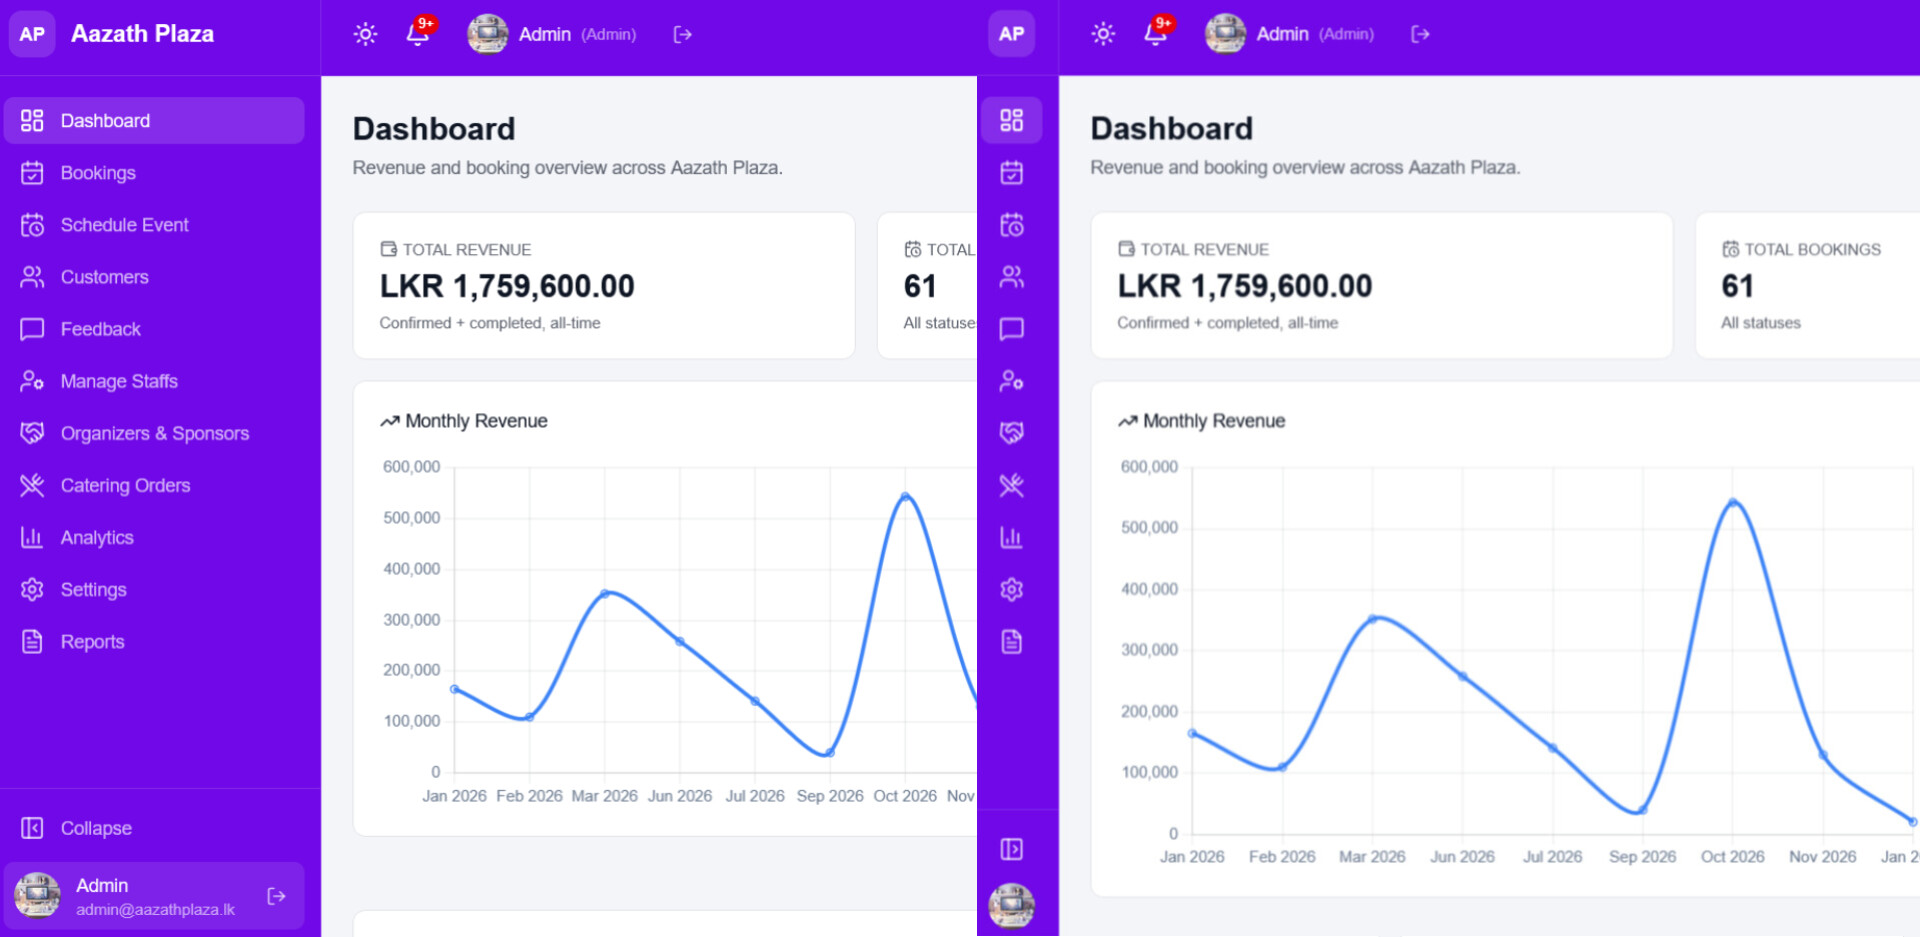 AP
Aazath Plaza
9+
Admin (Admin)
Dashboard
Bookings
Schedule Event
Customers
Feedback
Manage Staffs
Organizers & Sponsors
Catering Orders
Analytics
Settings
Reports
Collapse
Admin
admin@aazathplaza.lk
Dashboard
Revenue and booking overview across Aazath Plaza.
TOTAL REVENUE
LKR 1,759,600.00
Confirmed + completed, all-time
TOTAL
61
All statuse
Monthly Revenue
600,000
500,000
400,000
300,000
200,000
100,000
0
Jan 2026 Feb 2026 Mar 2026 Jun 2026 Jul 2026 Sep 2026 Oct 2026 Nov
AP
9+
Admin (Admin)
Dashboard
Revenue and booking overview across Aazath Plaza.
TOTAL REVENUE
LKR 1,759,600.00
Confirmed + completed, all-time
TOTAL BOOKINGS
61
All statuses
Monthly Revenue
600,000
500,000
400,000
300,000
200,000
100,000
0
Jan 2026 Feb 2026 Mar 2026 Jun 2026 Jul 2026 Sep 2026 Oct 2026 Nov 2026 Jan 2